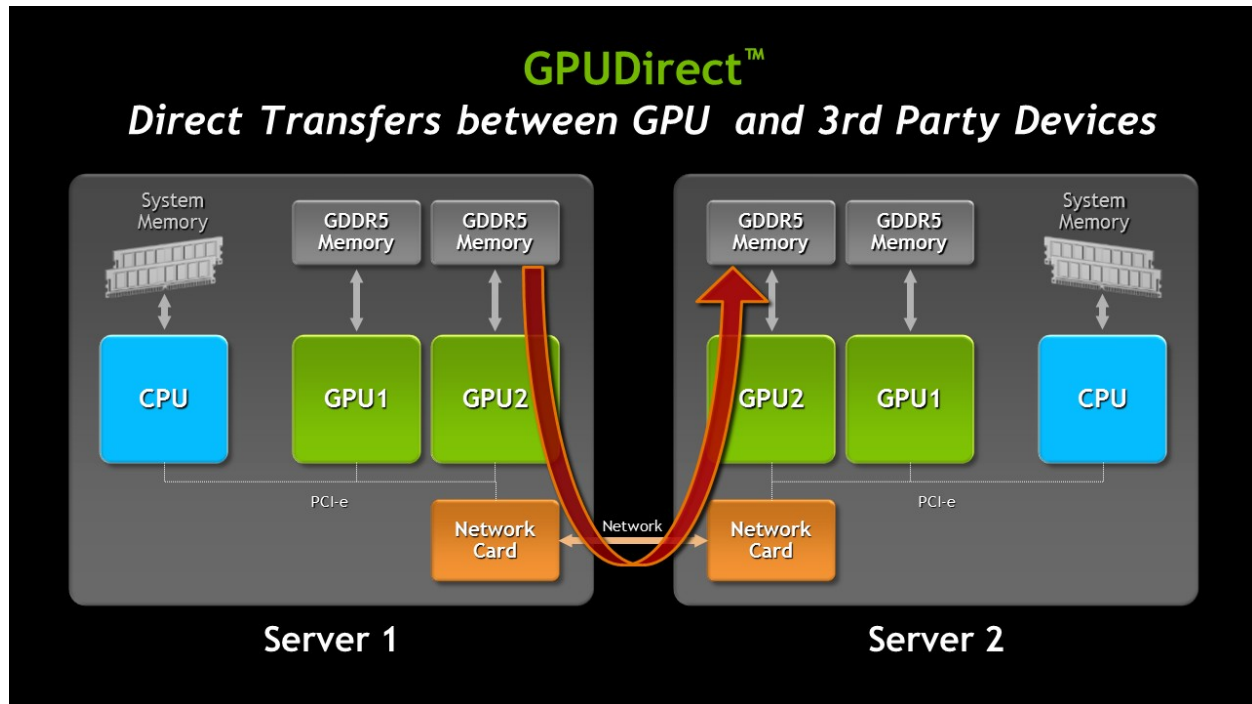 GPUDirect™
Direct Transfers between GPU and 3rd Party Devices
System
Memory
GDDR5
Memory
GDDR5
Memory
CPU
GPU1
GPU2
PCI-e
Network
Card
Server 1
Network
GDDR5
Memory
GDDR5
Memory
System
Memory
GPU2
GPU1
CPU
PCI-e
Network
Card
Server 2